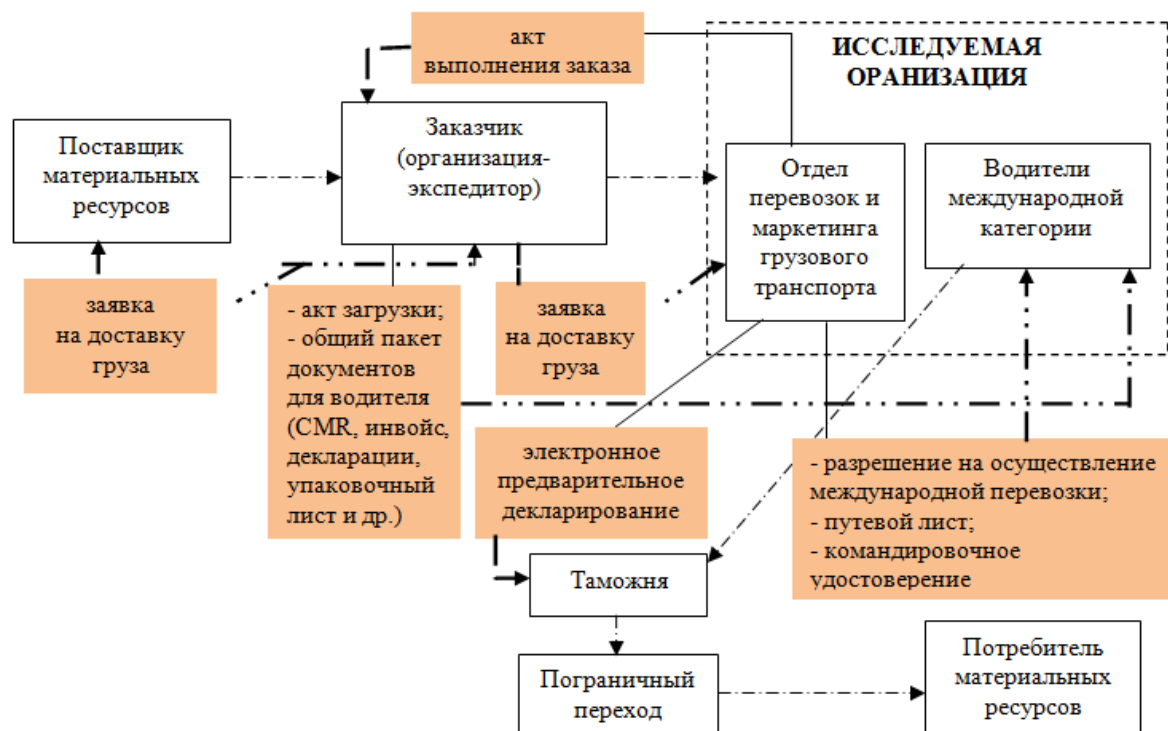 акт
выполнения заказа
ИССЛЕДУЕМАЯ
ОРАНИЗАЦИЯ
Поставщик
материальных
ресурсов
Заказчик
(организация-
экспедитор)
Отдел
перевозок и
маркетинга
грузового
транспорта
Водители
международной
категории
заявка
на доставку
груза
- акт загрузки;
- общий пакет
документов
для водителя
(CMR, инвойс,
декларации,
упаковочный
лист и др.)
заявка
на доставку
груза
электронное
предварительное
декларирование
- разрешение на осуществление
международной перевозки;
- путевой лист;
- командировочное
удостоверение
Таможня
Пограничный
переход
Потребитель
материальных
ресурсов